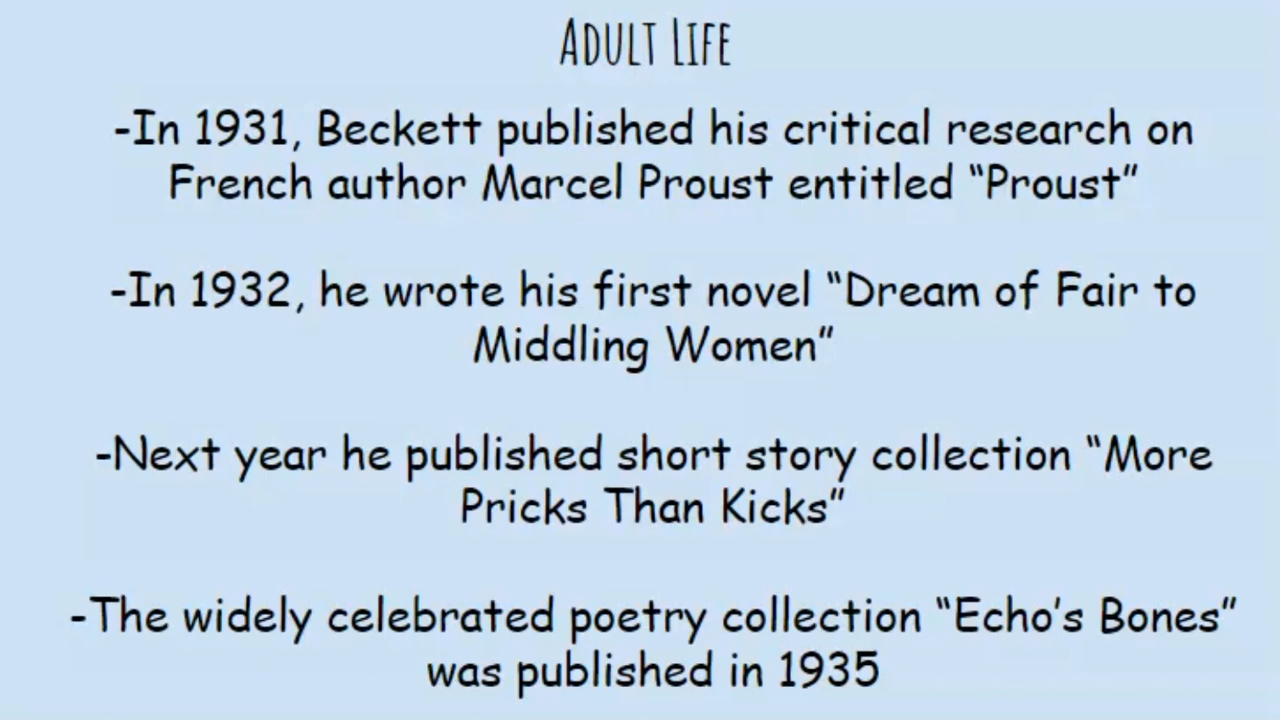 ADULT LIFE
-In 1931, Beckett published his critical research on
French author Marcel Proust entitled “Proust”
-In 1932, he wrote his first novel “Dream of Fair to
Middling Women”
-Next year he published short story collection “More
Pricks Than Kicks”
-The widely celebrated poetry collection “Echo’s Bones”
was published in 1935